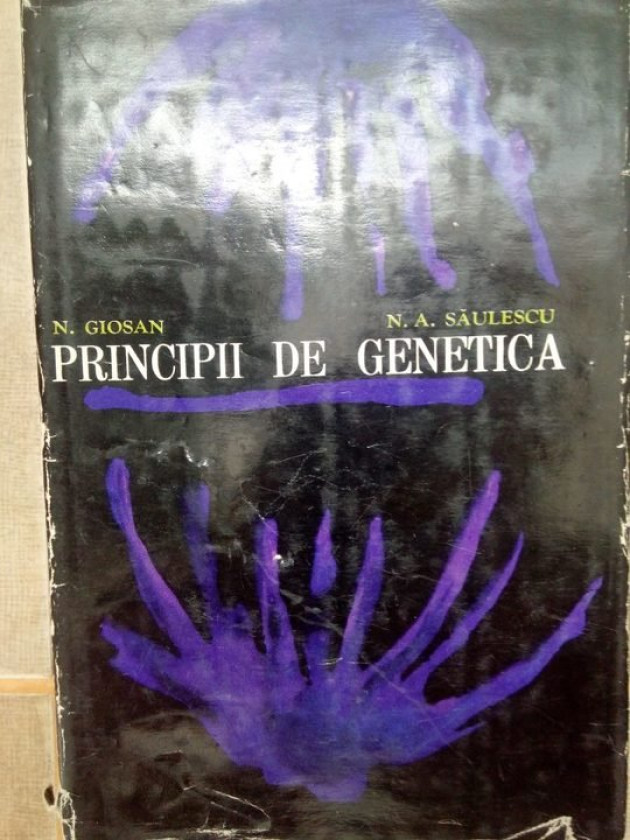 N. GIOSAN
N. A. SĂULESCU
PRINCIPII DE GENETICA